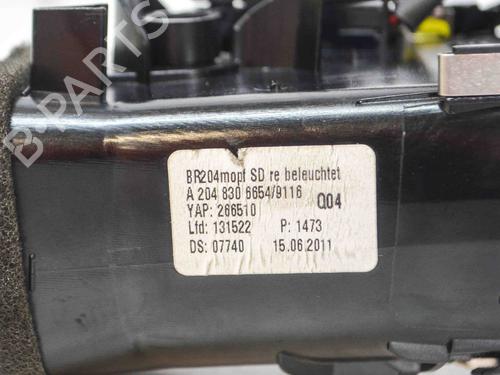 B-PARTS
BR204mopf SD re beleuchtet
A 204 830 6654/9116
YAP: 266510 Q04
Lfd: 131522 P: 1473
DS: 07740 15.06.2011